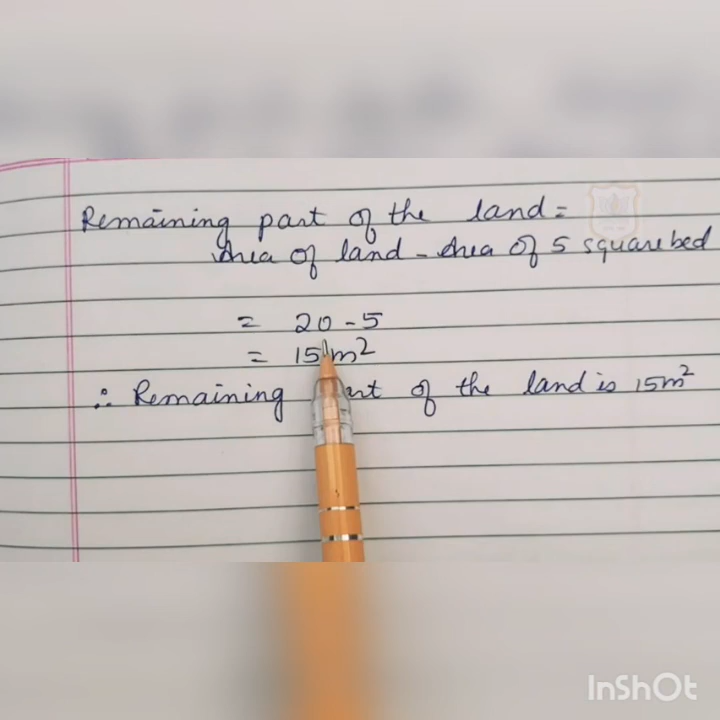 Remaining part of the land =
Area of land - Area of 5 square bed
= 20 - 5
= 15 m²
∴ Remaining part of the land is 15m²
InShOt